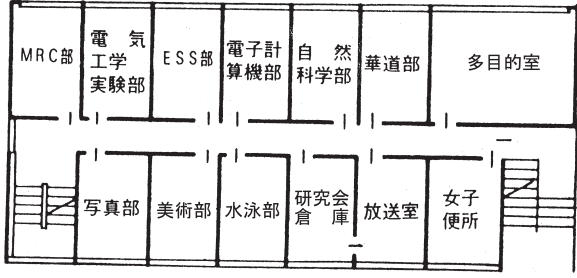 MRC部
電気
工学
実験部
ESS部
電子計
算機部
自然
科学部
華道部
多目的室
写真部
美術部
水泳部
研究会
倉庫
放送室
女子
便所